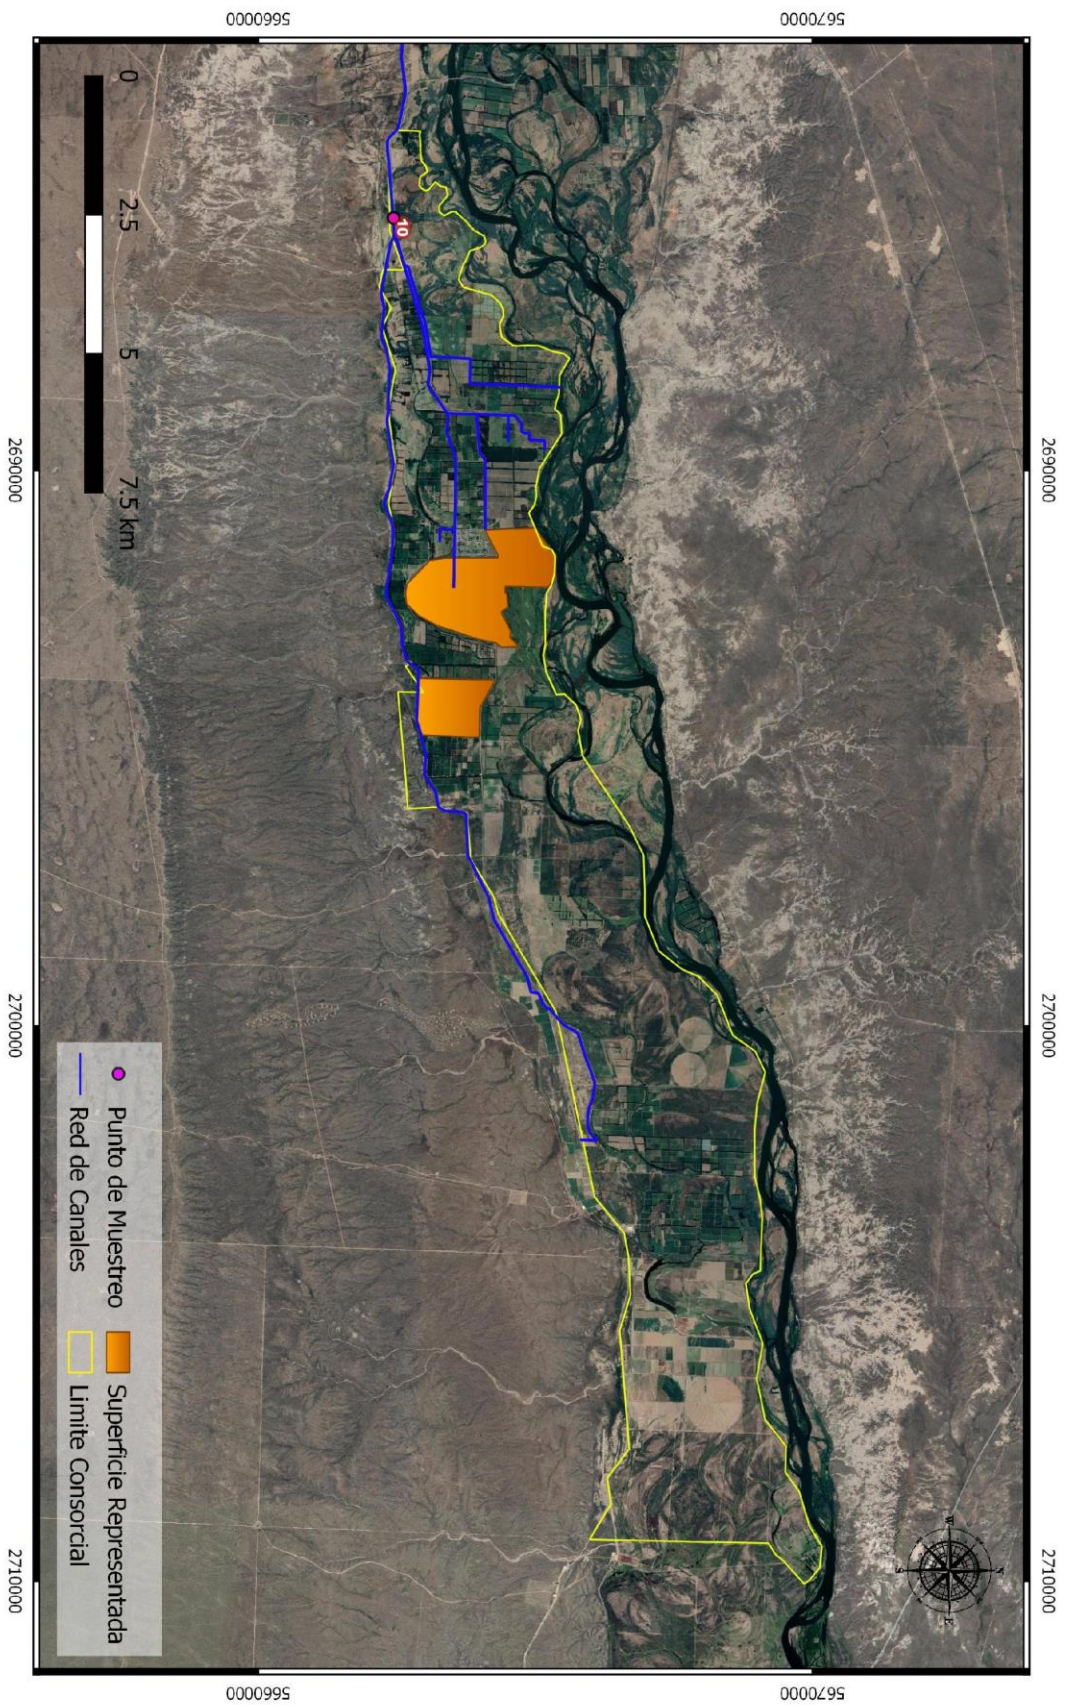 2690000
2700000
2710000
5670000
5670000
N
W
E
S
10
5660000
5660000
0
2.5
5
7.5 km
Punto de Muestreo
Superficie Representada
Red de Canales
Limite Consorcial
2690000
2700000
2710000